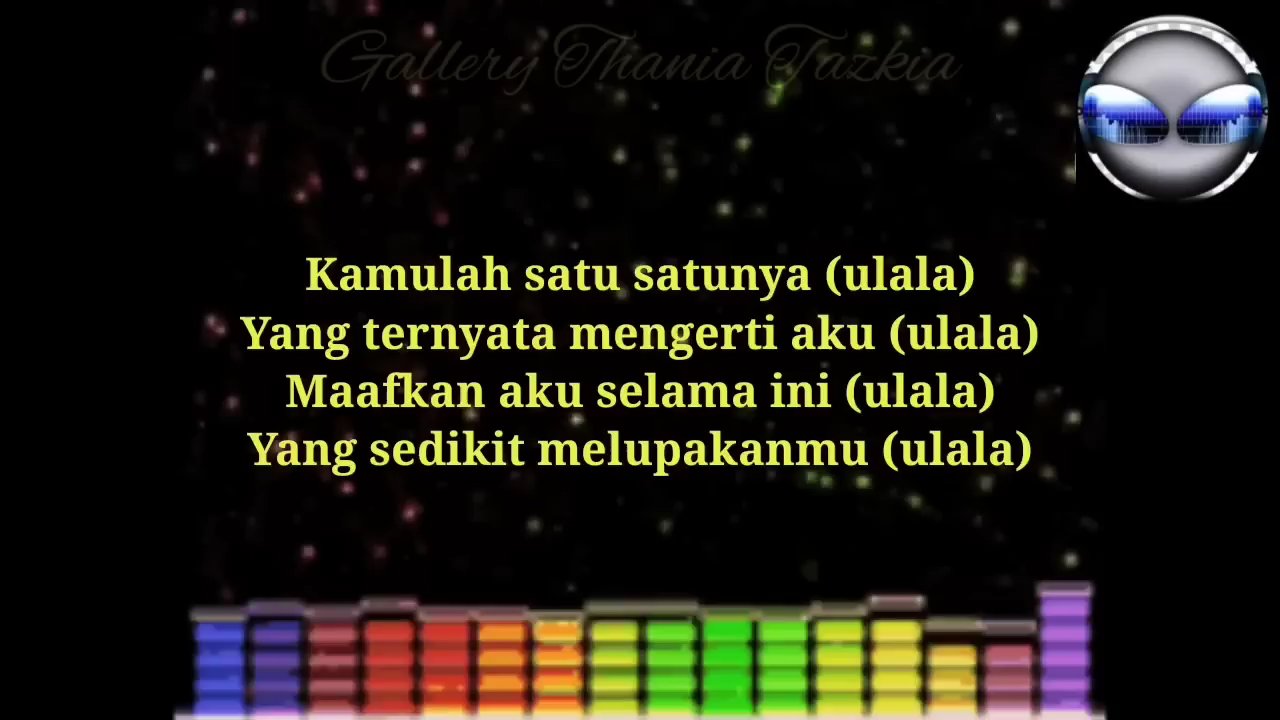 Gallery Thania Tazkia
Kamulah satu satunya (ulala)
Yang ternyata mengerti aku (ulala)
Maafkan aku selama ini (ulala)
Yang sedikit melupakanmu (ulala)